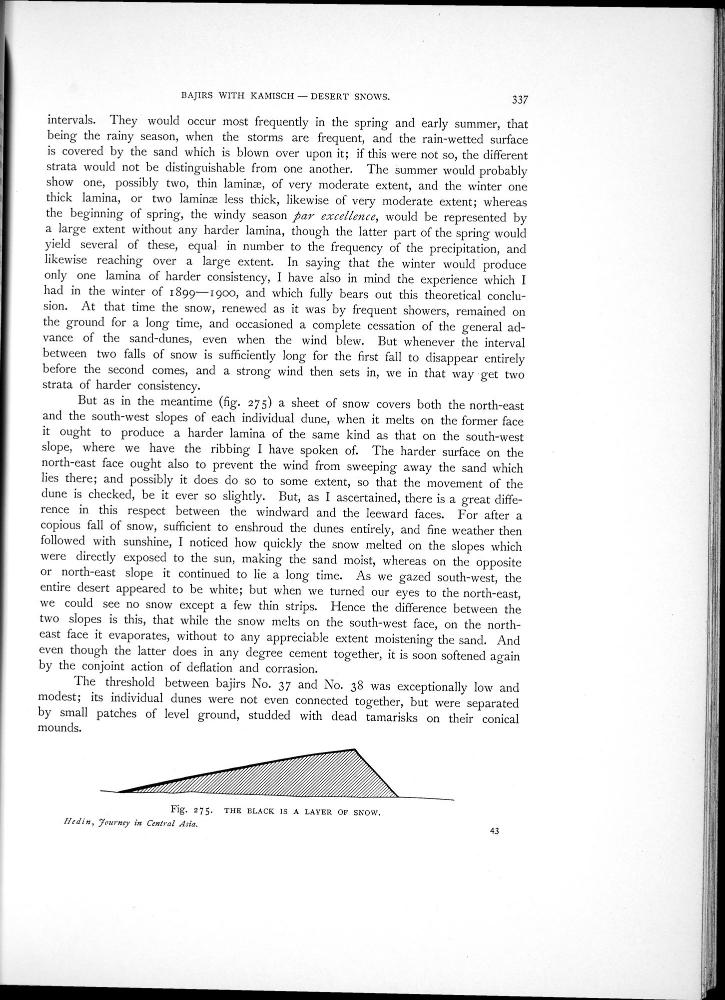 BAJIRS WITH KAMISCH — DESERT SNOWS. 337
intervals. They would occur most frequently in the spring and early summer, that
being the rainy season, when the storms are frequent, and the rain-wetted surface
is covered by the sand which is blown over upon it; if this were not so, the different
strata would not be distinguishable from one another. The summer would probably
show one, possibly two, thin laminæ, of very moderate extent, and the winter one
thick lamina, or two laminæ less thick, likewise of very moderate extent; whereas
the beginning of spring, the windy season par excellence, would be represented by
a large extent without any harder lamina, though the latter part of the spring would
yield several of these, equal in number to the frequency of the precipitation, and
likewise reaching over a large extent. In saying that the winter would produce
only one lamina of harder consistency, I have also in mind the experience which I
had in the winter of 1899—1900, and which fully bears out this theoretical conclu-
sion. At that time the snow, renewed as it was by frequent showers, remained on
the ground for a long time, and occasioned a complete cessation of the general ad-
vance of the sand-dunes, even when the wind blew. But whenever the interval
between two falls of snow is sufficiently long for the first fall to disappear entirely
before the second comes, and a strong wind then sets in, we in that way get two
strata of harder consistency.
But as in the meantime (fig. 275) a sheet of snow covers both the north-east
and the south-west slopes of each individual dune, when it melts on the former face
it ought to produce a harder lamina of the same kind as that on the south-west
slope, where we have the ribbing I have spoken of. The harder surface on the
north-east face ought also to prevent the wind from sweeping away the sand which
lies there; and possibly it does do so to some extent, so that the movement of the
dune is checked, be it ever so slightly. But, as I ascertained, there is a great diffe-
rence in this respect between the windward and the leeward faces. For after a
copious fall of snow, sufficient to enshroud the dunes entirely, and fine weather then
followed with sunshine, I noticed how quickly the snow melted on the slopes which
were directly exposed to the sun, making the sand moist, whereas on the opposite
or north-east slope it continued to lie a long time. As we gazed south-west, the
entire desert appeared to be white; but when we turned our eyes to the north-east,
we could see no snow except a few thin strips. Hence the difference between the
two slopes is this, that while the snow melts on the south-west face, on the north-
east face it evaporates, without to any appreciable extent moistening the sand. And
even though the latter does in any degree cement together, it is soon softened again
by the conjoint action of deflation and corrasion.
The threshold between bajirs No. 37 and No. 38 was exceptionally low and
modest; its individual dunes were not even connected together, but were separated
by small patches of level ground, studded with dead tamarisks on their conical
mounds.
Fig. 275. THE BLACK IS A LAYER OF SNOW.
Hedin, Journey in Central Asia.
43